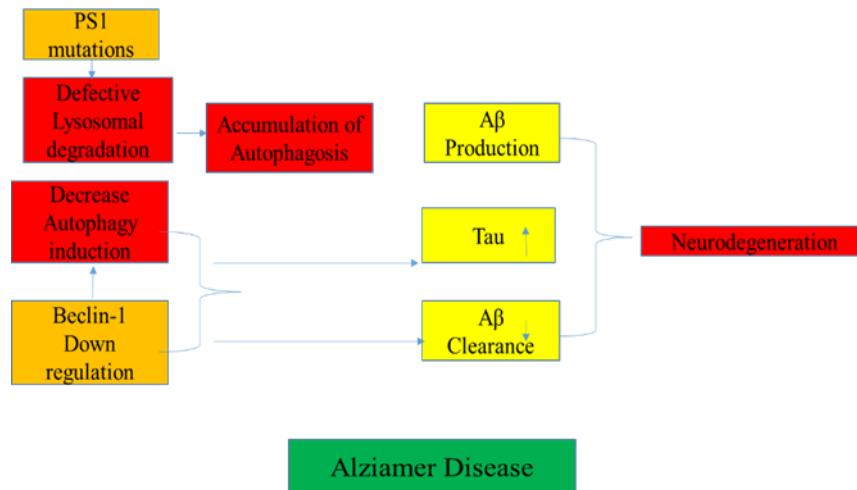 PS1
mutations
Defective
Lysosomal
degradation
Accumulation of
Autophagosis
Aβ
Production
Decrease
Autophagy
induction
Tau
Neurodegeneration
Beclin-1
Down
regulation
Aβ
Clearance
Alziamer Disease